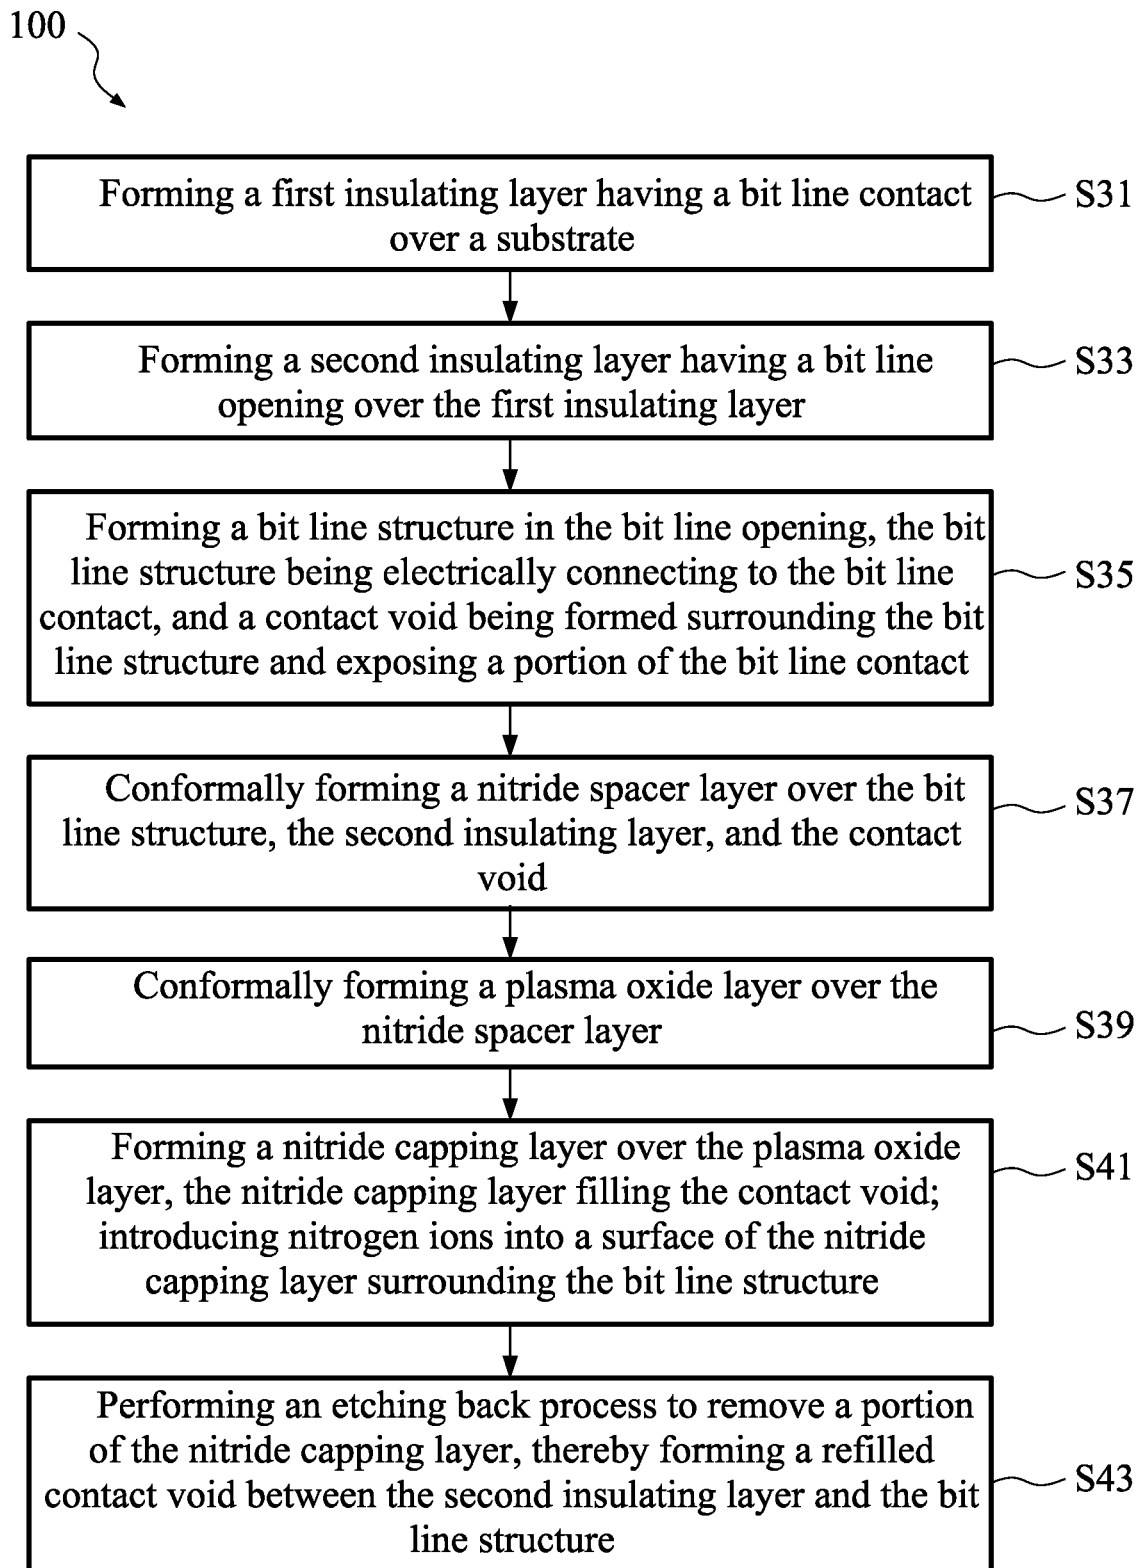 100
Forming a first insulating layer having a bit line contact
over a substrate
S31
Forming a second insulating layer having a bit line
opening over the first insulating layer
S33
Forming a bit line structure in the bit line opening, the bit
line structure being electrically connecting to the bit line
contact, and a contact void being formed surrounding the bit
line structure and exposing a portion of the bit line contact
S35
Conformally forming a nitride spacer layer over the bit
line structure, the second insulating layer, and the contact
void
S37
Conformally forming a plasma oxide layer over the
nitride spacer layer
S39
Forming a nitride capping layer over the plasma oxide
layer, the nitride capping layer filling the contact void;
introducing nitrogen ions into a surface of the nitride
capping layer surrounding the bit line structure
S41
Performing an etching back process to remove a portion
of the nitride capping layer, thereby forming a refilled
contact void between the second insulating layer and the bit
line structure
S43